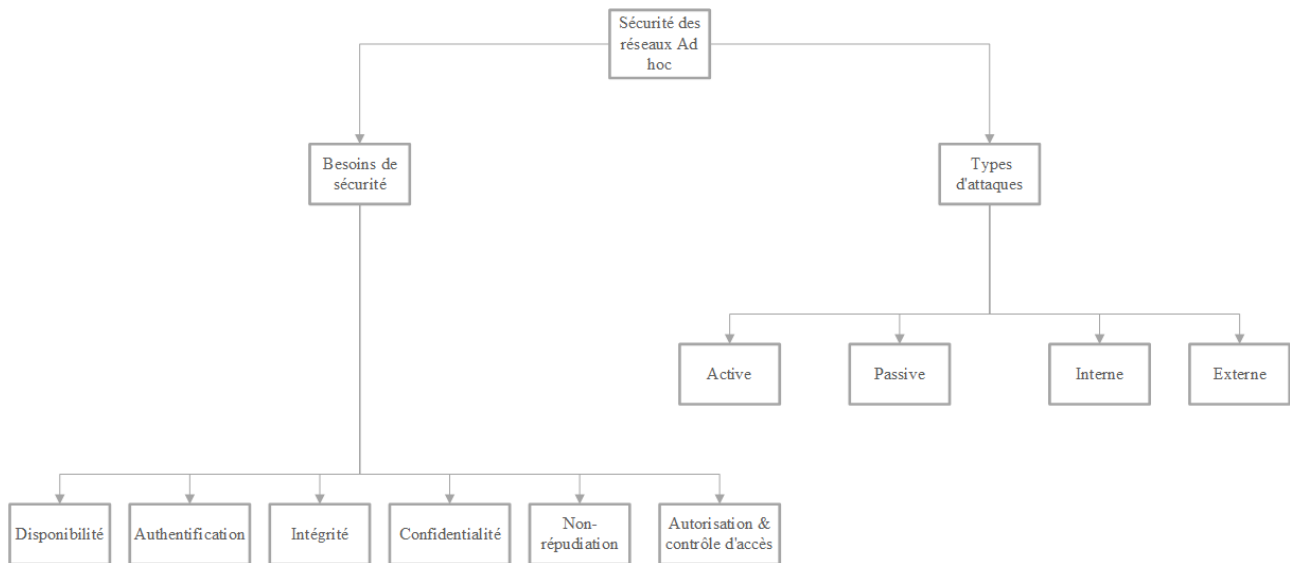 Sécurité des
réseaux Ad
hoc
Besoins de
sécurité
Types
d'attaques
Active
Passive
Interne
Externe
Disponibilité
Authentification
Intégrité
Confidentialité
Non-
répudiation
Autorisation &
contrôle d'accès